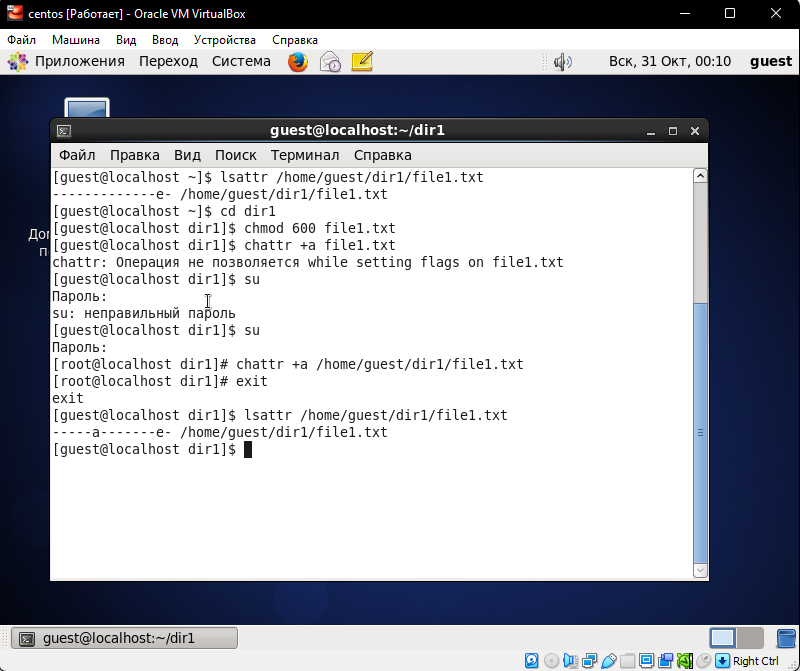 centos [Работает] - Oracle VM VirtualBox
Файл Машина Вид Ввод Устройства Справка
Приложения Переход Система Вск, 31 Окт, 00:10 guest
guest@localhost:~/dir1
Файл Правка Вид Поиск Терминал Справка
[guest@localhost ~]$ lsattr /home/guest/dir1/file1.txt
-------------e- /home/guest/dir1/file1.txt
[guest@localhost ~]$ cd dir1
[guest@localhost dir1]$ chmod 600 file1.txt
[guest@localhost dir1]$ chattr +a file1.txt
chattr: Операция не позволяется while setting flags on file1.txt
[guest@localhost dir1]$ su
Пароль:
su: неправильный пароль
[guest@localhost dir1]$ su
Пароль:
[root@localhost dir1]# chattr +a /home/guest/dir1/file1.txt
[root@localhost dir1]# exit
exit
[guest@localhost dir1]$ lsattr /home/guest/dir1/file1.txt
-----a-------e- /home/guest/dir1/file1.txt
[guest@localhost dir1]$
guest@localhost:~/dir1
Right Ctrl